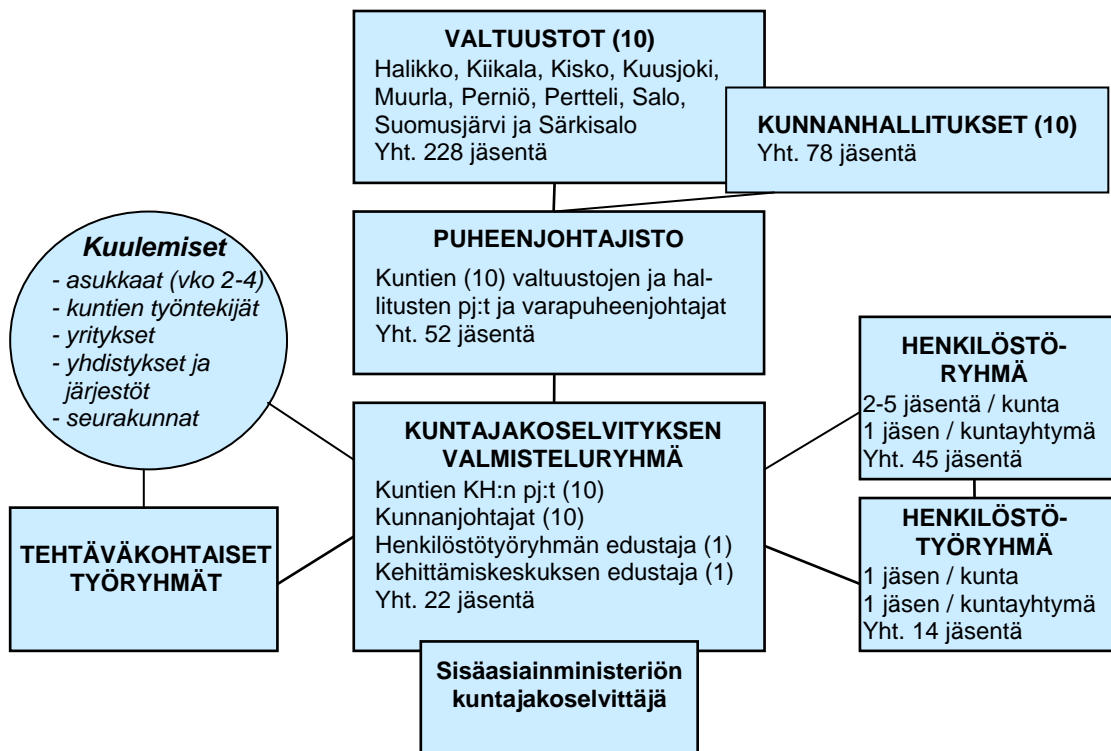 VALTUUSTOT (10)
Halikko, Kiikala, Kisko, Kuusjoki,
Muurla, Perniö, Pertteli, Salo,
Suomusjärvi ja Särkisalo
Yht. 228 jäsentä
KUNNANHALLITUKSET (10)
Yht. 78 jäsentä
PUHEENJOHTAJISTO
Kuntien (10) valtuustojen ja hal-
litusten pj:t ja varapuheenjohtajat
Yht. 52 jäsentä
Kuulemiset
- asukkaat (vko 2-4)
- kuntien työntekijät
- yritykset
- yhdistykset ja
järjestöt
- seurakunnat
KUNTAJAKOSELVITYKSEN
VALMISTELURYHMÄ
Kuntien KH:n pj:t (10)
Kunnanjohtajat (10)
Henkilöstötyöryhmän edustaja (1)
Kehittämiskeskuksen edustaja (1)
Yht. 22 jäsentä
HENKILÖSTÖ-
RYHMÄ
2-5 jäsentä / kunta
1 jäsen / kuntayhtymä
Yht. 45 jäsentä
TEHTÄVÄKOHTAISET
TYÖRYHMÄT
HENKILÖSTÖ-
TYÖRYHMÄ
1 jäsen / kunta
1 jäsen / kuntayhtymä
Yht. 14 jäsentä
Sisäasiainministeriön
kuntajakoselvittäjä